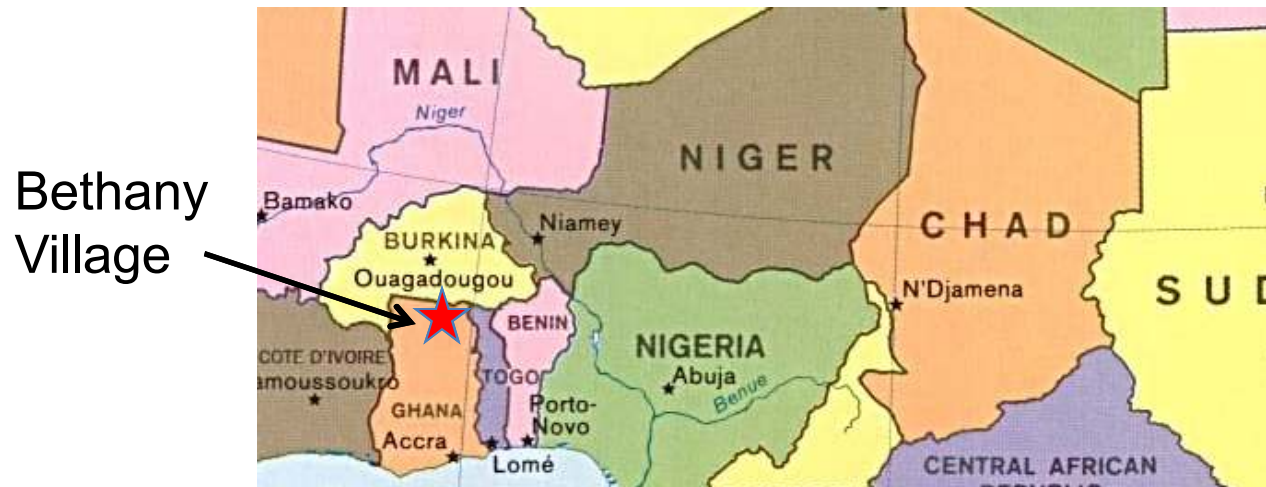 Bethany
Village
MALI
Niger
NIGER
Bamako
Niamey
CHAD
BURKINA
Ouagadougou
N'Djamena
SUD
BENIN
NIGERIA
COTE D'IVOIRE
amoussoukro
TOGO
Abuja
Benue
GHANA
Porto-
Novo
Accra
Lomé
CENTRAL AFRICAN